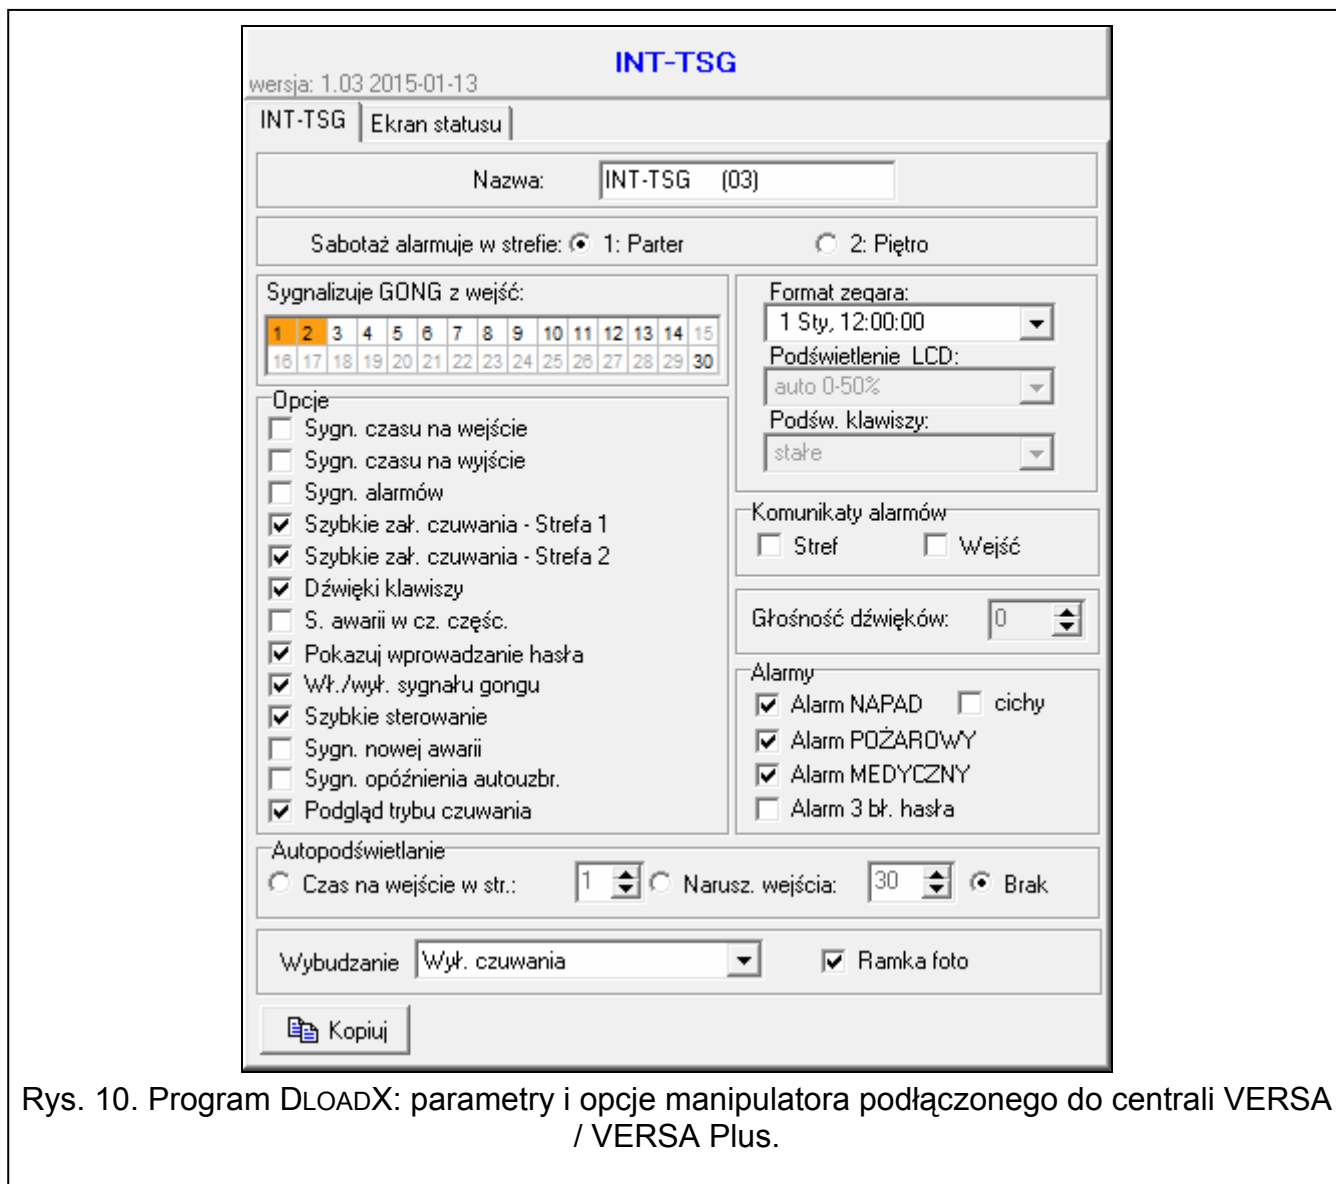 INT-TSG
wersja: 1.03 2015-01-13
INT-TSG Ekran statusu
Nazwa: INT-TSG (03)
Sabotaż alarmuje w strefie: 1: Parter 2: Piętro
Sygnalizuje GONG z wejść:
1 2 3 4 5 6 7 8 9 10 11 12 13 14 15
16 17 18 19 20 21 22 23 24 25 26 27 28 29 30
Opcje
Sygn. czasu na wejście
Sygn. czasu na wyjście
Sygn. alarmów
Szybkie zał. czuwania - Strefa 1
Szybkie zał. czuwania - Strefa 2
Dźwięki klawiszy
S. awarii w cz. częśc.
Pokazuj wprowadzanie hasła
Wł./wył. sygnału gongu
Szybkie sterowanie
Sygn. nowej awarii
Sygn. opóźnienia autouzbr.
Podgląd trybu czuwania
Format zegara:
1 Sty, 12:00:00
Podświetlenie LCD:
auto 0-50%
Podśw. klawiszy:
stałe
Komunikaty alarmów
Stref Wejść
Głośność dźwięków: 0
Alarmy
Alarm NAPAD cichy
Alarm POŻAROWY
Alarm MEDYCZNY
Alarm 3 bł. hasła
Autopodświetlanie
Czas na wejście w str.: 1 Narusz. wejścia: 30 Brak
Wybudzanie Wył. czuwania Ramka foto
Kopiuj
Rys. 10. Program DLOADX: parametry i opcje manipulatora podłączonego do centrali VERSA
/ VERSA Plus.